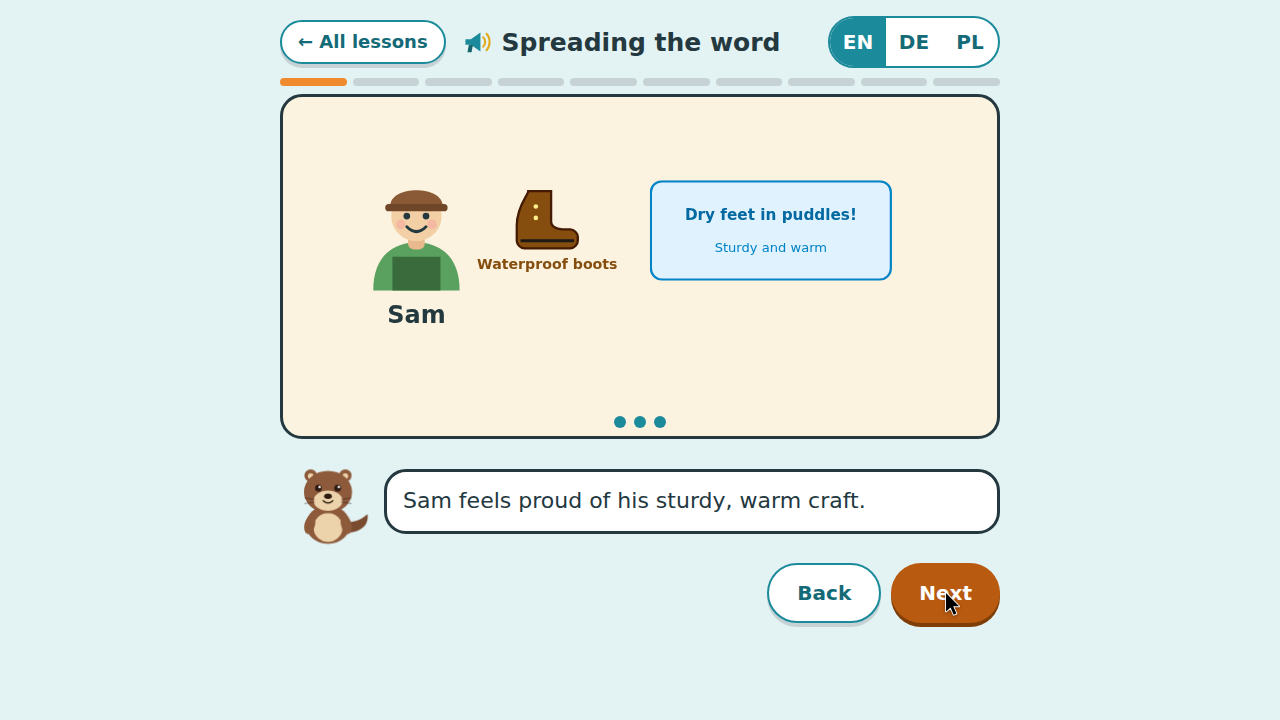 ← All lessons
Spreading the word
EN DE PL
Dry feet in puddles!
Sturdy and warm
Waterproof boots
Sam
Sam feels proud of his sturdy, warm craft.
Back
Next